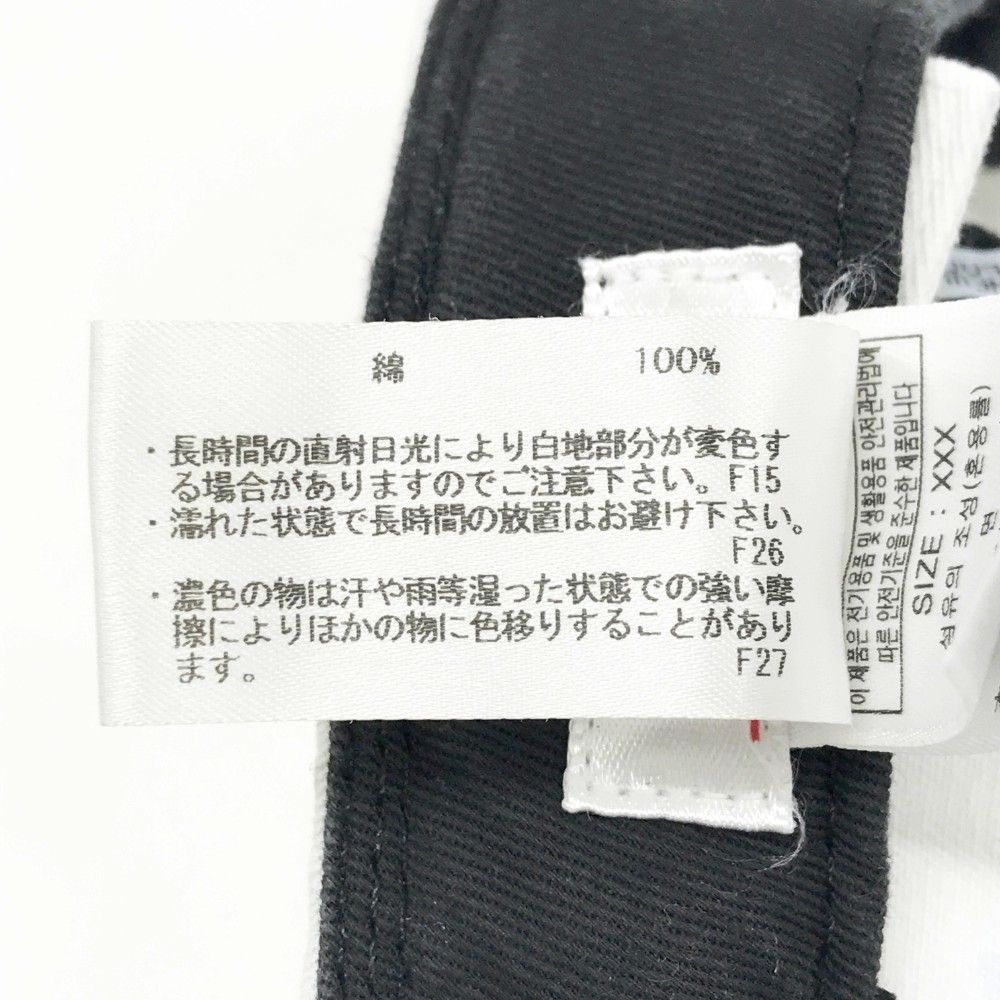 綿 100%
・長時間の直射日光により白地部分が変色す
る場合がありますのでご注意下さい。F15
・濡れた状態で長時間の放置はお避け下さい。
F26
・濃色の物は汗や雨等湿った状態での強い摩
擦によりほかの物に色移りすることがあり
ます。 F27
이 제품은 전기용품 및 생활용품 안전관리법에
따른 안전기준을 준수한 제품입니다
SIZE : XXX
섬유의 조성(혼용률)
면